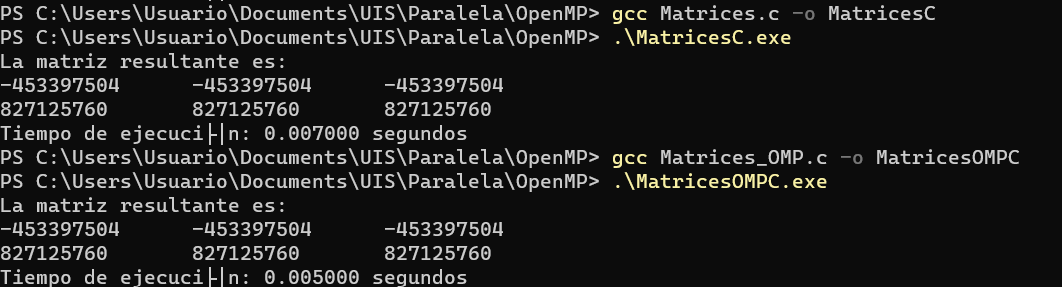 PS C:\Users\Usuario\Documents\UIS\Paralela\OpenMP> gcc Matrices.c -o MatricesC
PS C:\Users\Usuario\Documents\UIS\Paralela\OpenMP> .\MatricesC.exe
La matriz resultante es:
-453397504      -453397504      -453397504
827125760       827125760       827125760
Tiempo de ejecuci├│n: 0.007000 segundos
PS C:\Users\Usuario\Documents\UIS\Paralela\OpenMP> gcc Matrices_OMP.c -o MatricesOMPC
PS C:\Users\Usuario\Documents\UIS\Paralela\OpenMP> .\MatricesOMPC.exe
La matriz resultante es:
-453397504      -453397504      -453397504
827125760       827125760       827125760
Tiempo de ejecuci├│n: 0.005000 segundos